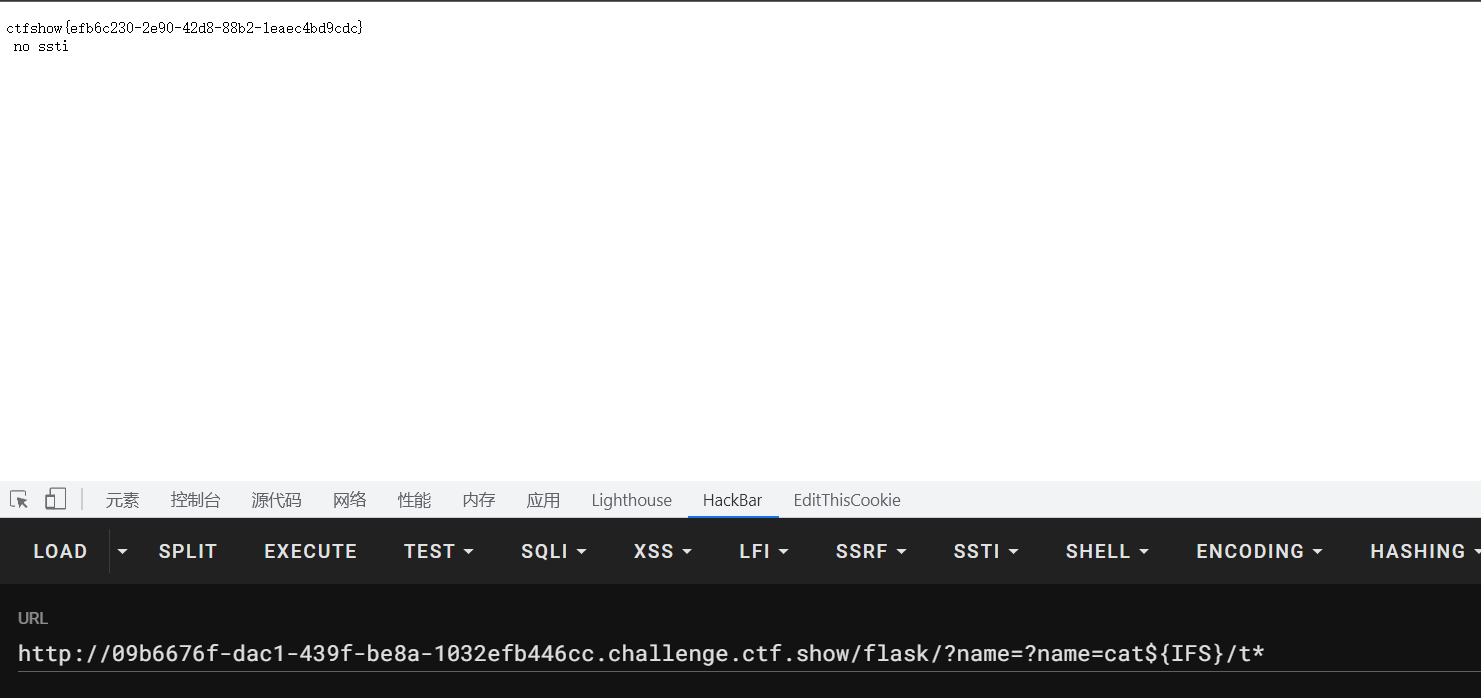 ctfshow{efb6c230-2e90-42d8-88b2-1eaec4bd9cdc}
no ssti
元素 控制台 源代码 网络 性能 内存 应用 Lighthouse HackBar EditThisCookie
LOAD SPLIT EXECUTE TEST SQLI XSS LFI SSRF SSTI SHELL ENCODING HASHING
URL
http://09b6676f-dac1-439f-be8a-1032efb446cc.challenge.ctf.show/flask/?name=?name=cat${IFS}/t*